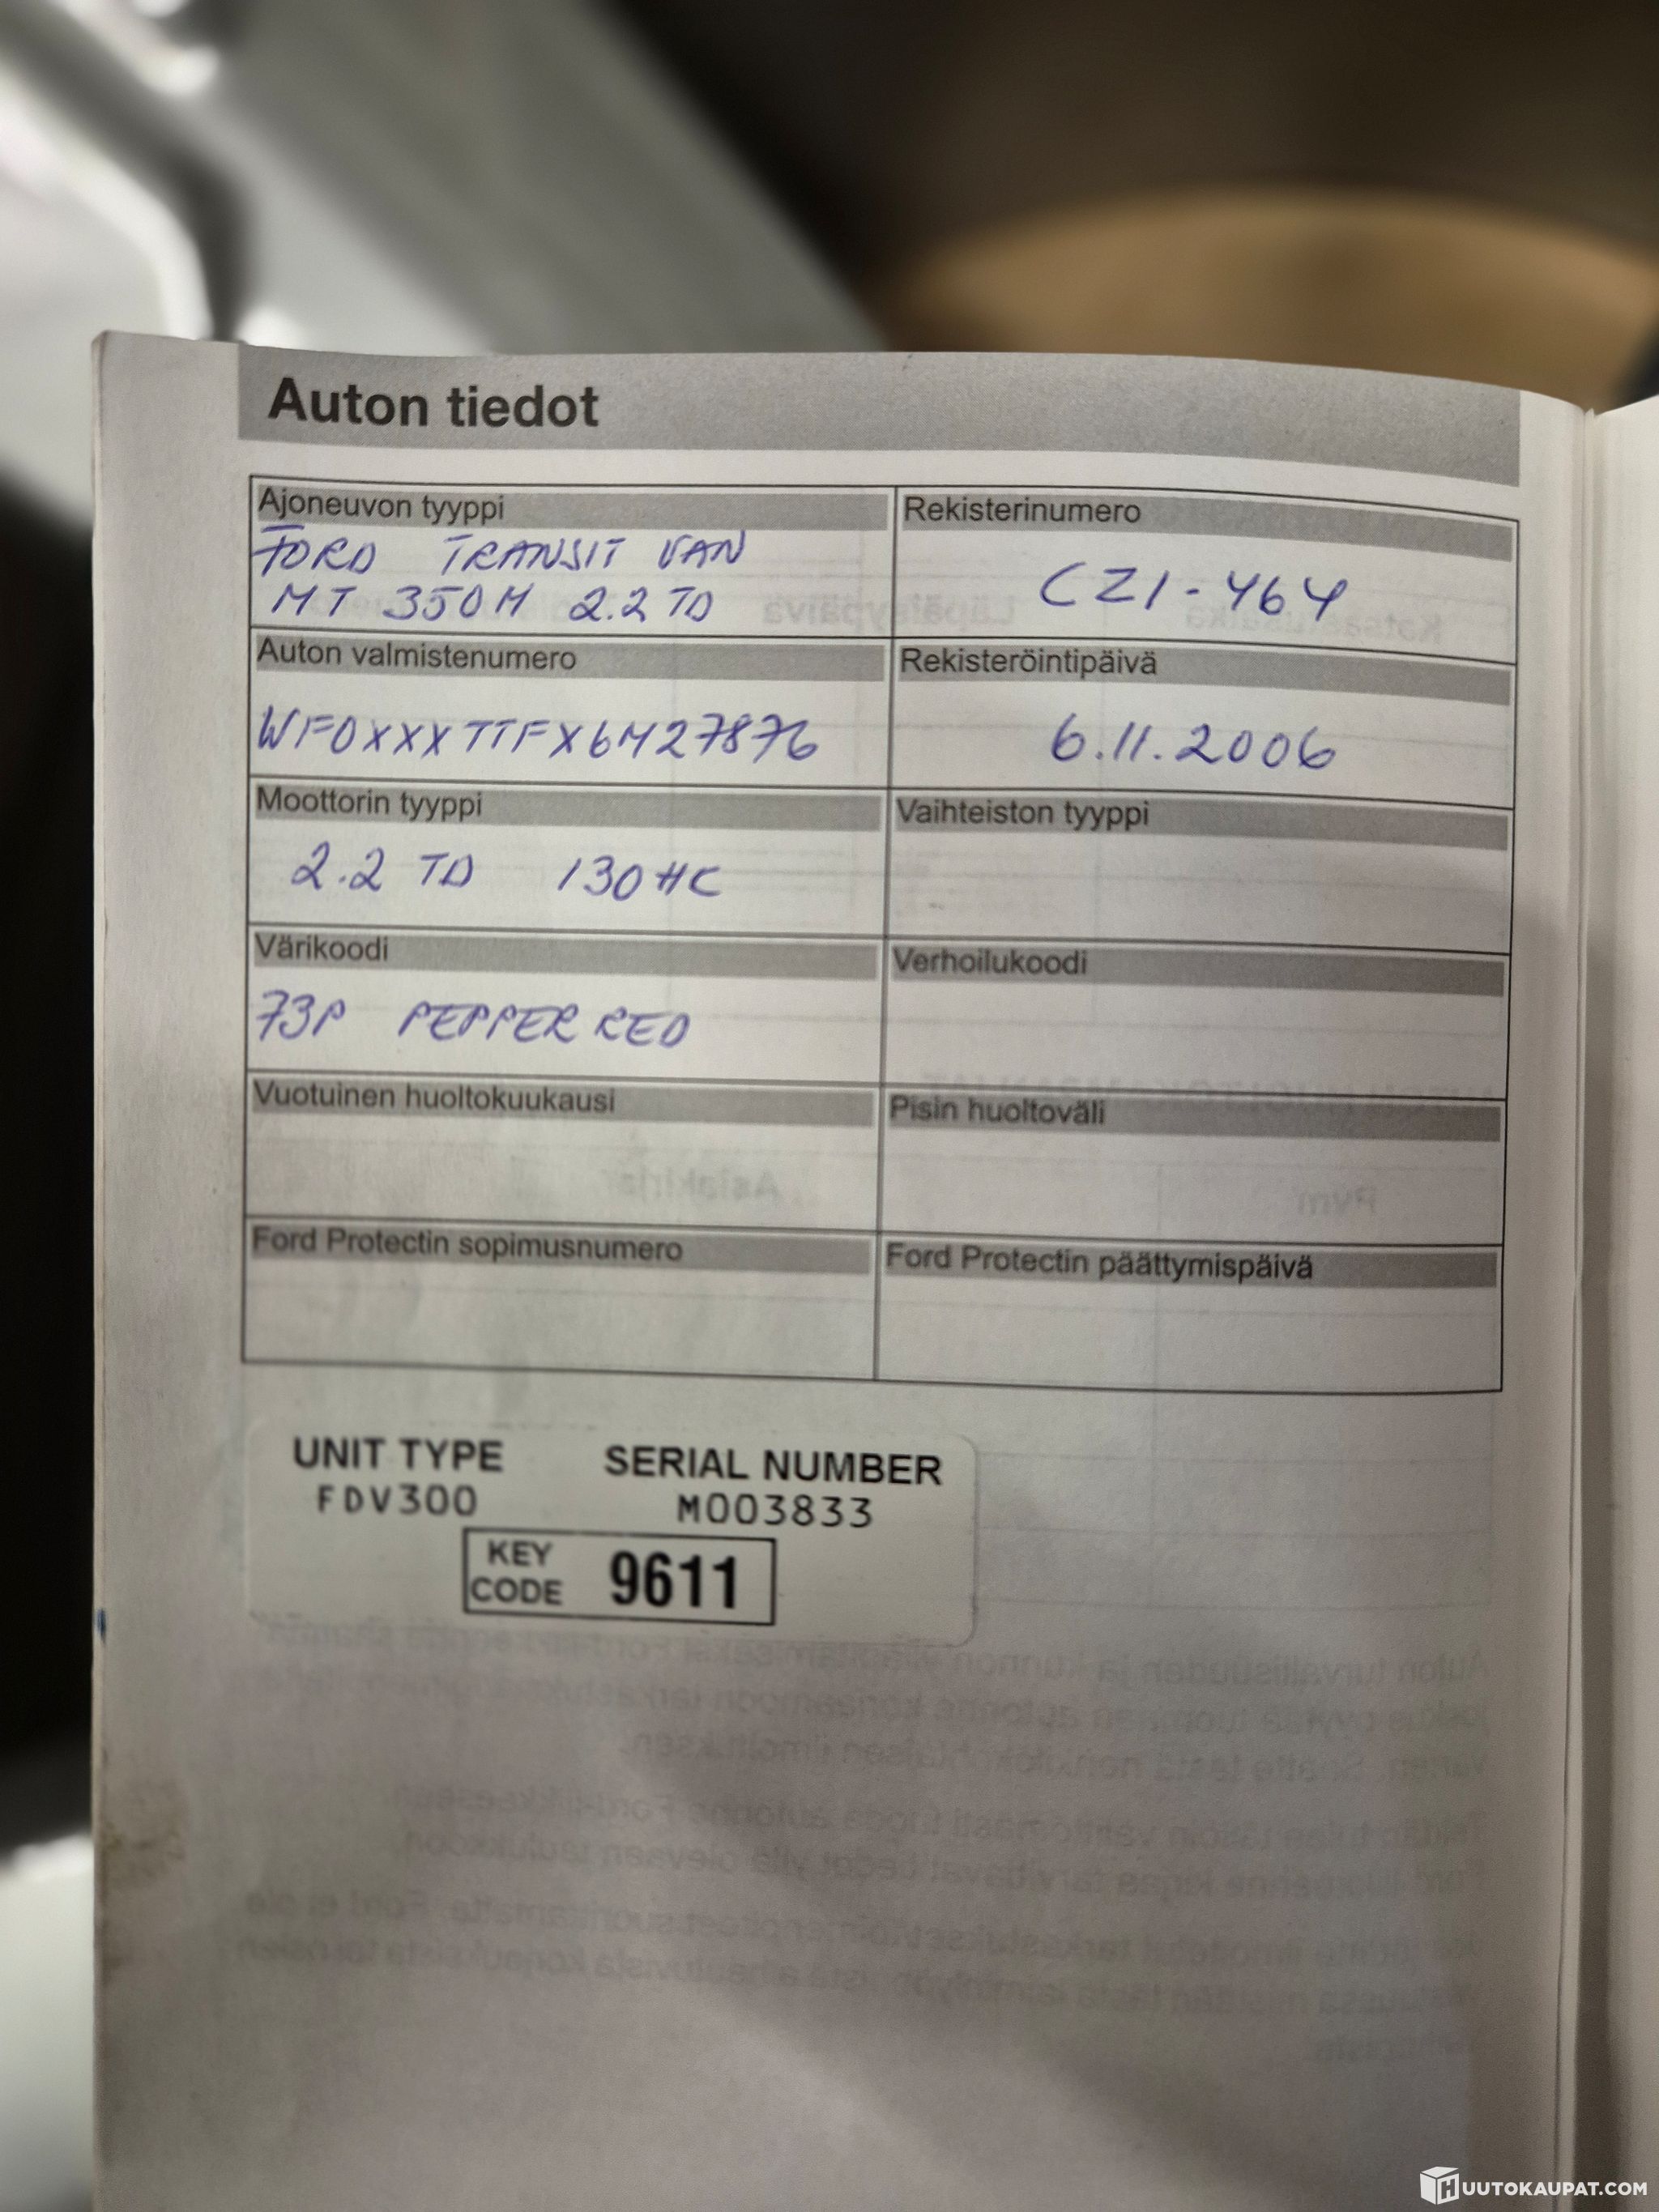 Auton tiedot
Ajoneuvon tyyppi
FORD TRANSIT VAN
MT 350M 2.2 TD
Rekisterinumero
CZI-464
Auton valmistenumero
WF0XXXTTFX6M27876
Rekisteröintipäivä
6.11.2006
Moottorin tyyppi
2.2 TD 130HC
Vaihteiston tyyppi
Värikoodi
73P PEPPER RED
Verhoilukoodi
Vuotuinen huoltokuukausi
Pisin huoltoväli
Ford Protectin sopimusnumero
Ford Protectin päättymispäivä
UNIT TYPE SERIAL NUMBER
FDV300 M003833
KEY CODE 9611
HUUTOKAUPAT.COM